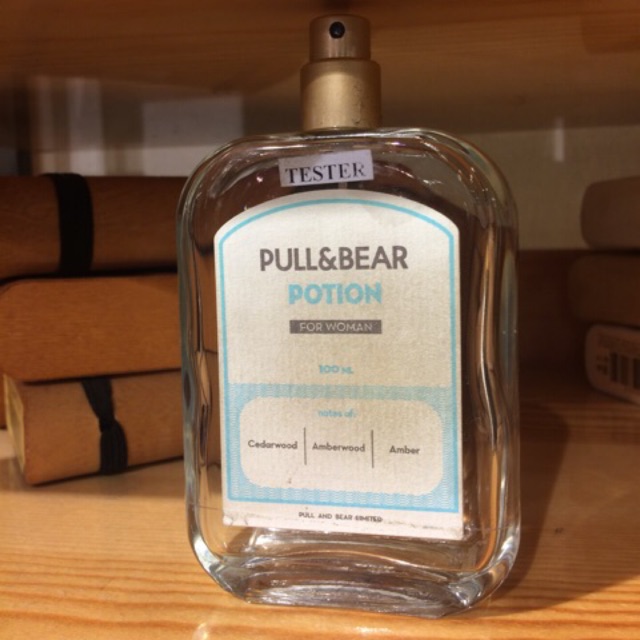 TESTER
PULL&BEAR
POTION
FOR WOMAN
100 ML
notes of:
Cedarwood Amberwood Amber
PULL AND BEAR LIMITED